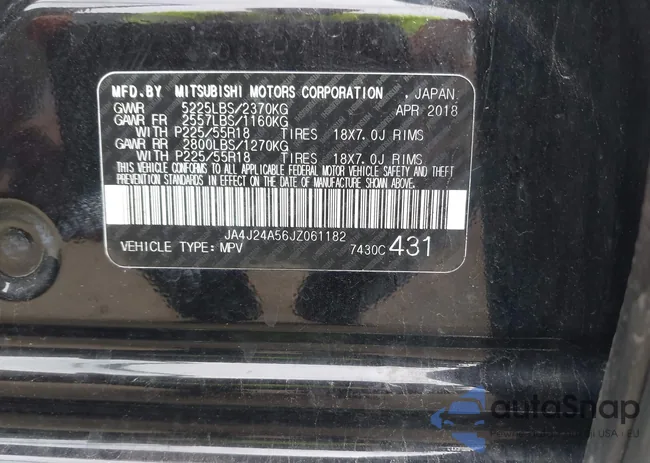 MFD.BY MITSUBISHI MOTORS CORPORATION , JAPAN
GVWR 5225LBS/2370KG APR 2018
GAWR FR 2557LBS/1160KG
WITH P225/55R18 TIRES 18X7.0J RIMS
GAWR RR 2800LBS/1270KG
WITH P225/55R18 TIRES 18X7.0J RIMS
THIS VEHICLE CONFORMS TO ALL APPLICABLE FEDERAL MOTOR VEHICLE SAFETY AND THEFT
PREVENTION STANDARDS IN EFFECT ON THE DATE OF MANUFACTURE SHOWN ABOVE.
JA4J24A56JZ061182
VEHICLE TYPE: MPV 7430C 431
autoSnap
USA | EU